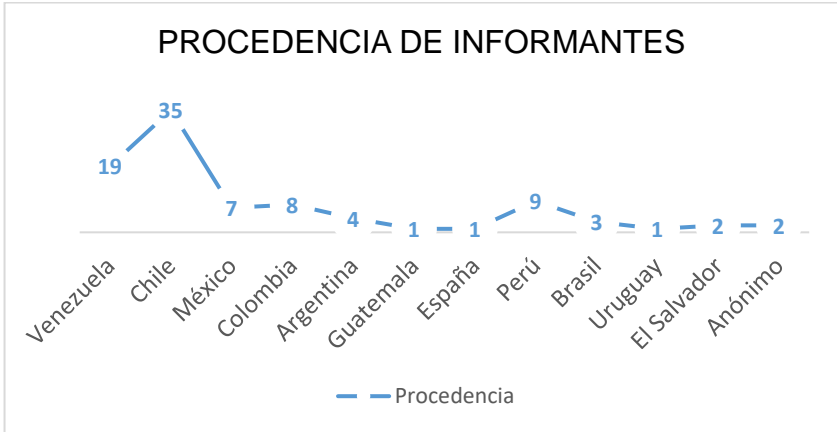 PROCEDENCIA DE INFORMANTES
35
19
7
8
4
1
1
9
3
1
2
2
Venezuela
Chile
México
Colombia
Argentina
Guatemala
España
Perú
Brasil
Uruguay
El Salvador
Anónimo
Procedencia